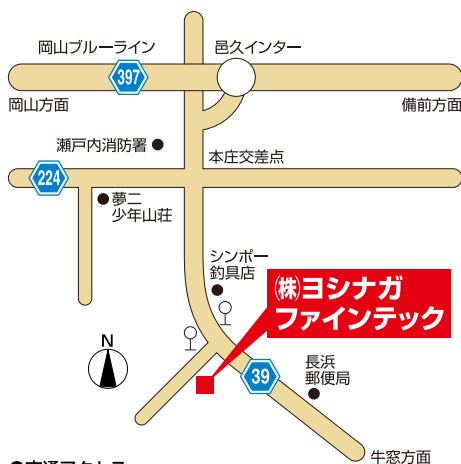 岡山ブルーライン
邑久インター
397
岡山方面
備前方面
瀬戸内消防署
本庄交差点
224
夢二
少年山荘
シンポー
釣具店
㈱ヨシナガ
ファインテック
N
39
長浜
郵便局
牛窓方面